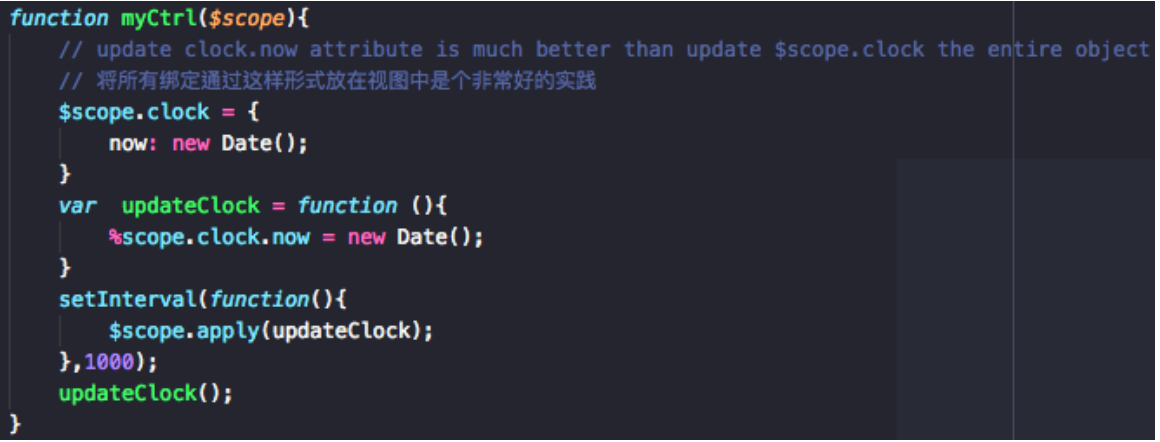 function myCtrl($scope){
// update clock.now attribute is much better than update $scope.clock the entire object
// 将所有绑定通过这样形式放在视图中是个非常好的实践
$scope.clock = {
now: new Date();
}
var  updateClock = function (){
%scope.clock.now = new Date();
}
setInterval(function(){
$scope.apply(updateClock);
},1000);
updateClock();
}